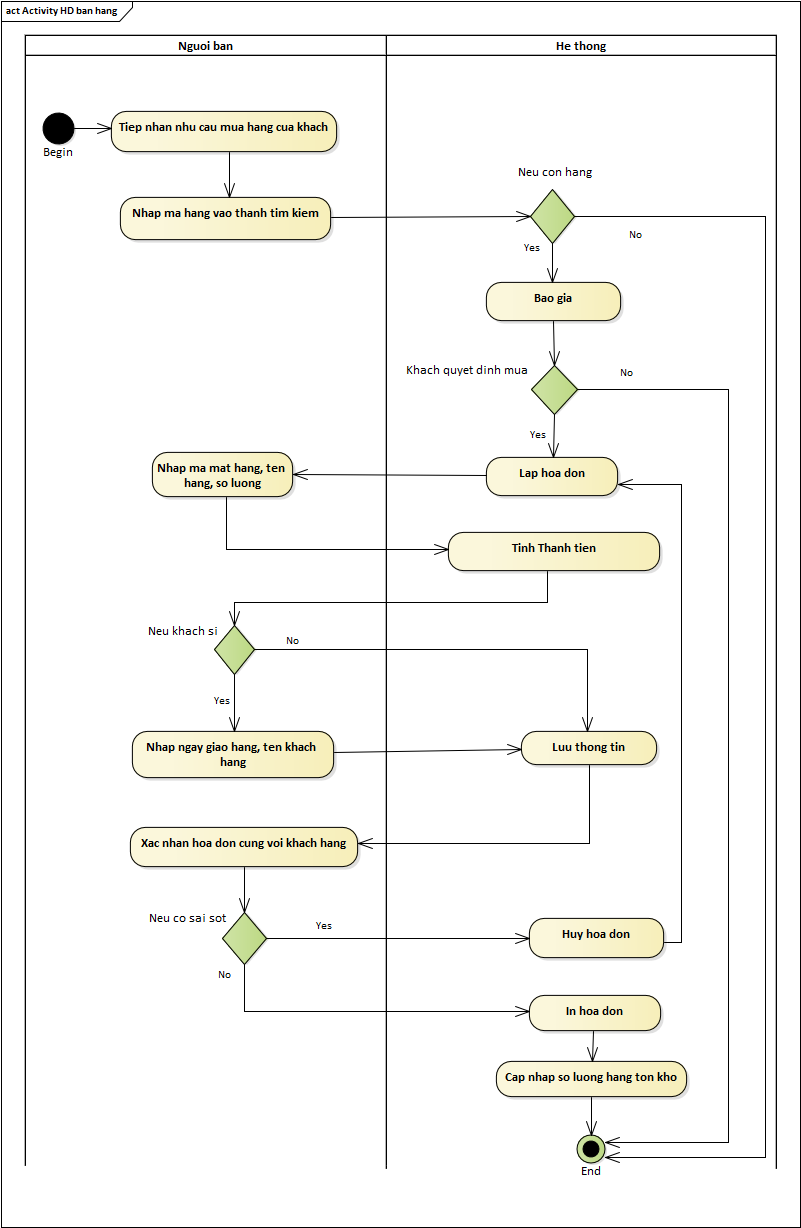 act Activity HD ban hang
Nguoi ban
He thong
Begin
Tiep nhan nhu cau mua hang cua khach
Nhap ma hang vao thanh tim kiem
Neu con hang
No
Yes
Bao gia
Khach quyet dinh mua
No
Yes
Lap hoa don
Nhap ma mat hang, ten
hang, so luong
Tinh Thanh tien
Neu khach si
No
Yes
Nhap ngay giao hang, ten khach
hang
Luu thong tin
Xac nhan hoa don cung voi khach hang
Neu co sai sot
Yes
No
Huy hoa don
In hoa don
Cap nhap so luong hang ton kho
End